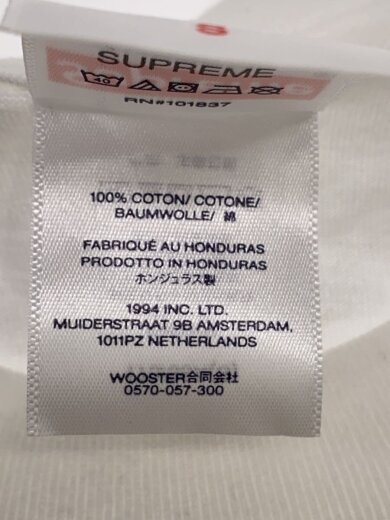 S
SUPREME
40
RN#101837
100% COTON/ COTONE/
BAUMWOLLE/ 綿
FABRIQUÉ AU HONDURAS
PRODOTTO IN HONDURAS
ホンジュラス製
1994 INC. LTD.
MUIDERSTRAAT 9B AMSTERDAM,
1011PZ NETHERLANDS
WOOSTER合同会社
0570-057-300